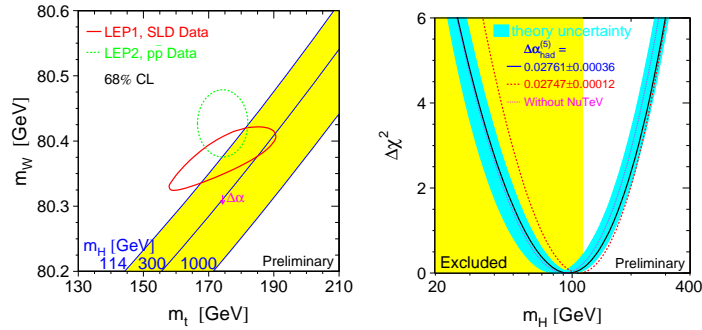 LEP1, SLD Data
LEP2, pp̄ Data
68% CL
80.6
80.5
80.4
80.3
80.2
m_W [GeV]
Δα
m_H [GeV]
114 300 1000
Preliminary
130 150 170 190 210
m_t [GeV]
theory uncertainty
Δα_had^(5) =
0.02761±0.00036
0.02747±0.00012
Without NuTeV
6
4
2
0
Δχ²
Excluded
Preliminary
20 100 400
m_H [GeV]